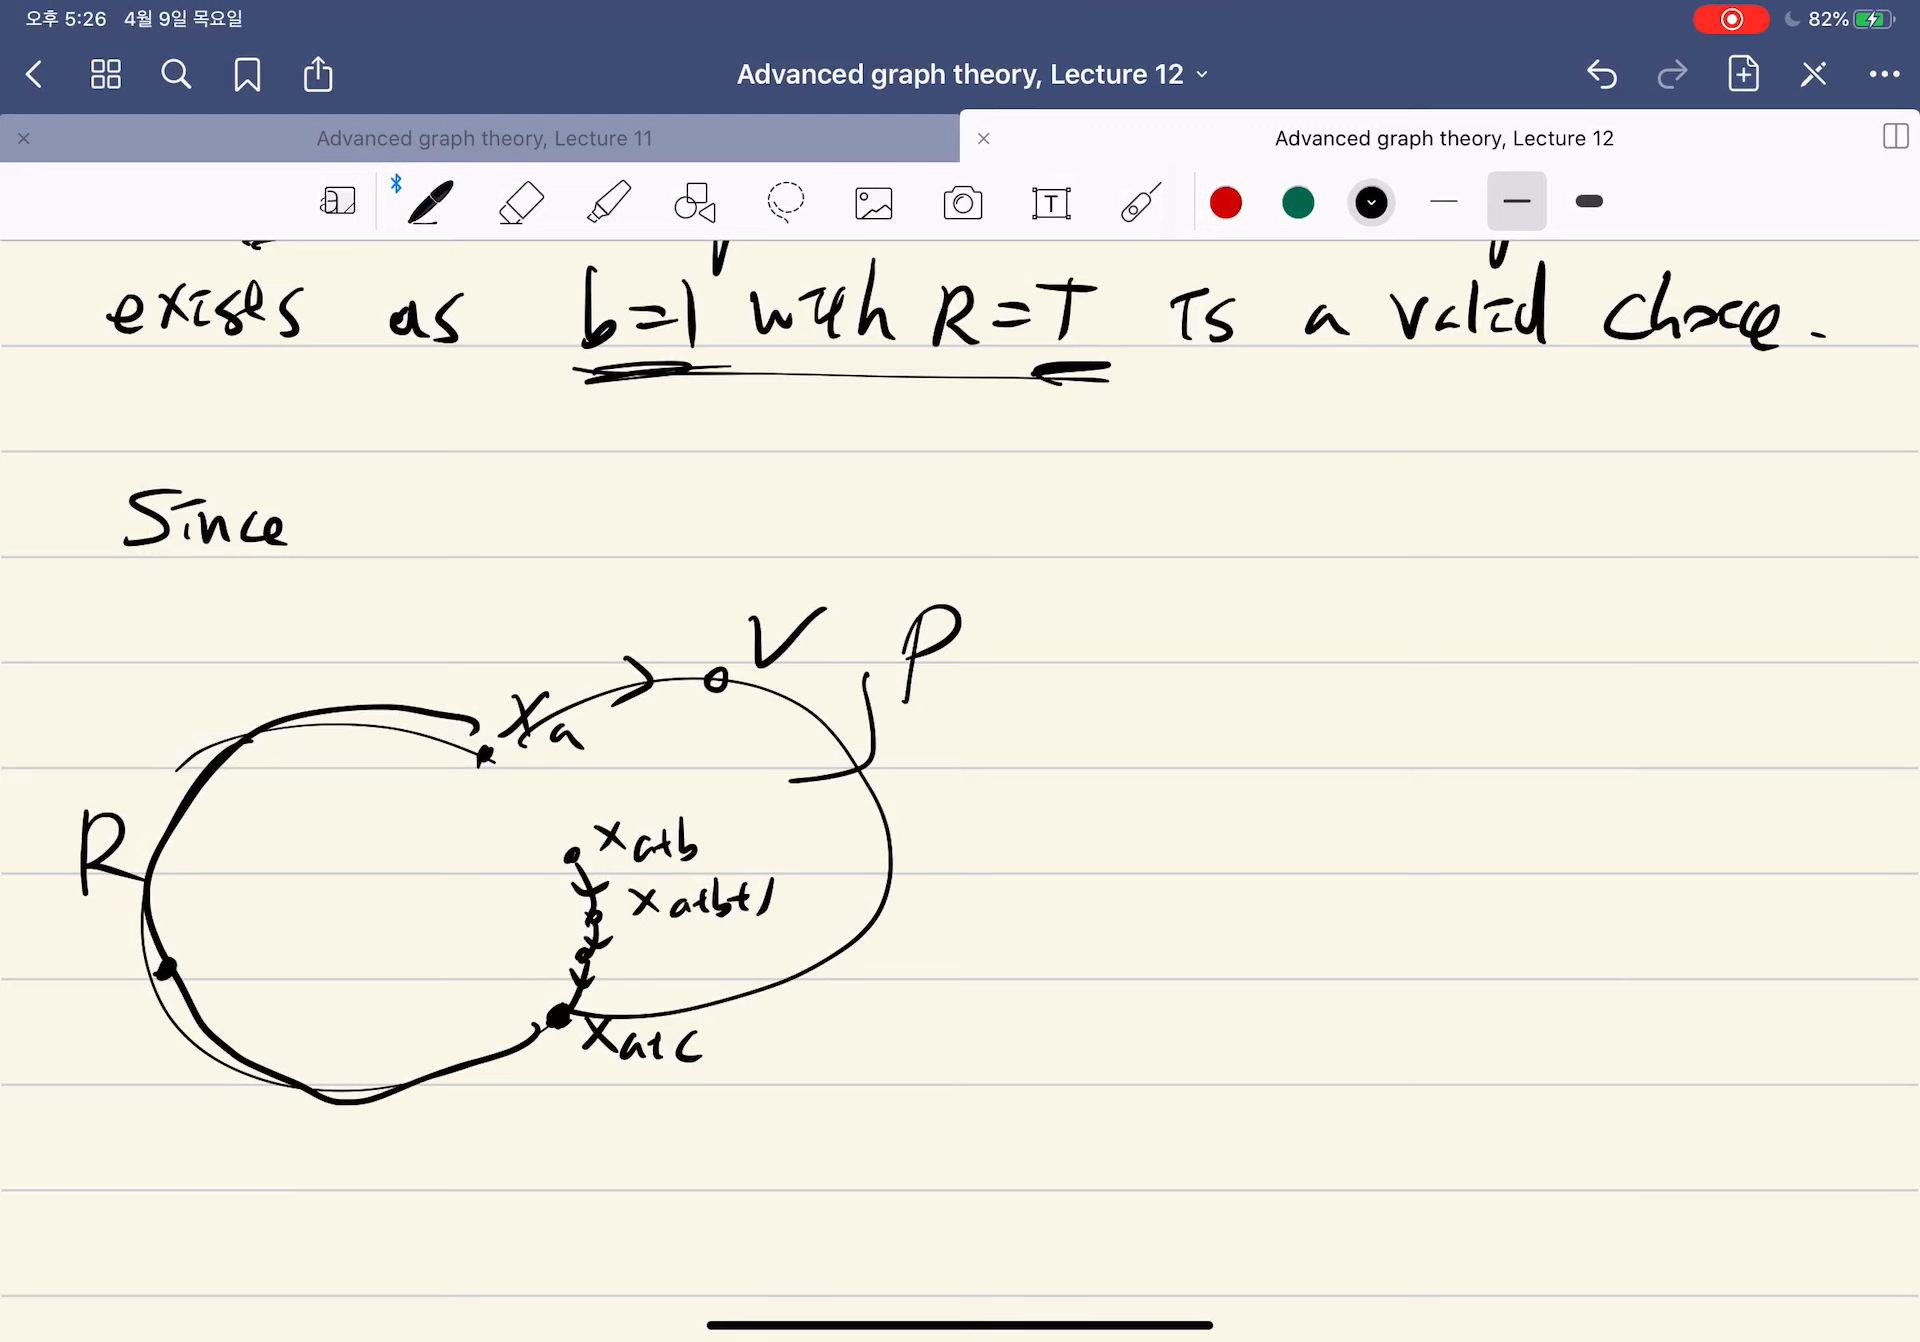 오후 5:26 4월 9일 목요일 82%
Advanced graph theory, Lecture 12
Advanced graph theory, Lecture 11
Advanced graph theory, Lecture 12
T
exists as b=1 with R=T is a valid choice.
Since
V P
Xa
R
Xa+b
Xa+b+1
Xa+c